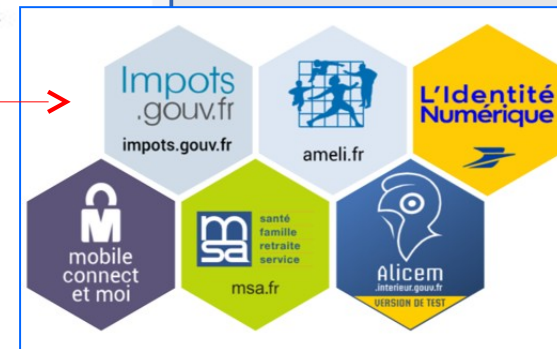 Impots
.gouv.fr
impots.gouv.fr
ameli.fr
L'Identité
Numérique
M
mobile
connect
et moi
msa
santé
famille
retraite
service
msa.fr
Alicem
.interieur.gouv.fr
VERSION DE TEST